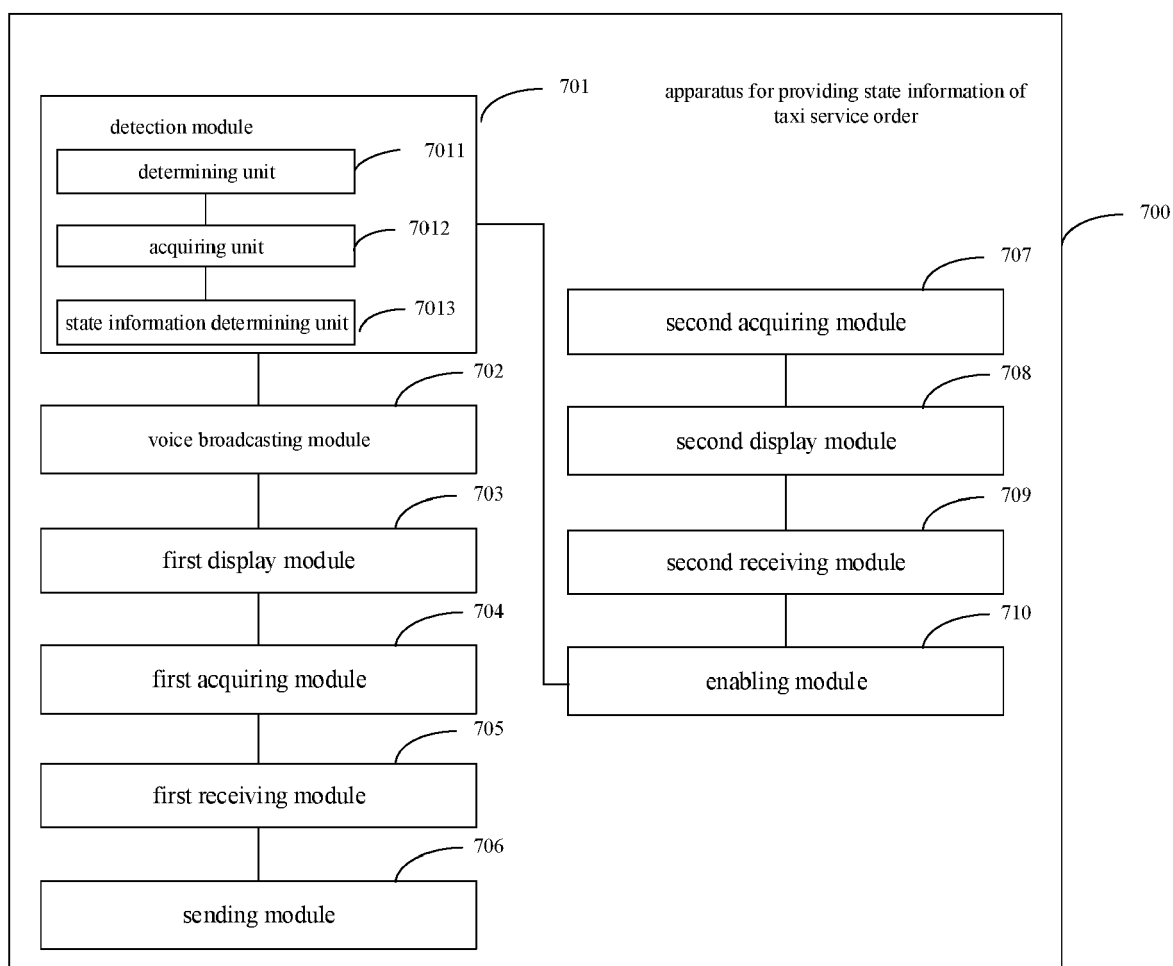 701
apparatus for providing state information of
taxi service order
detection module
7011
determining unit
7012
acquiring unit
7013
state information determining unit
700
702
voice broadcasting module
703
first display module
704
first acquiring module
705
first receiving module
706
sending module
707
second acquiring module
708
second display module
709
second receiving module
710
enabling module